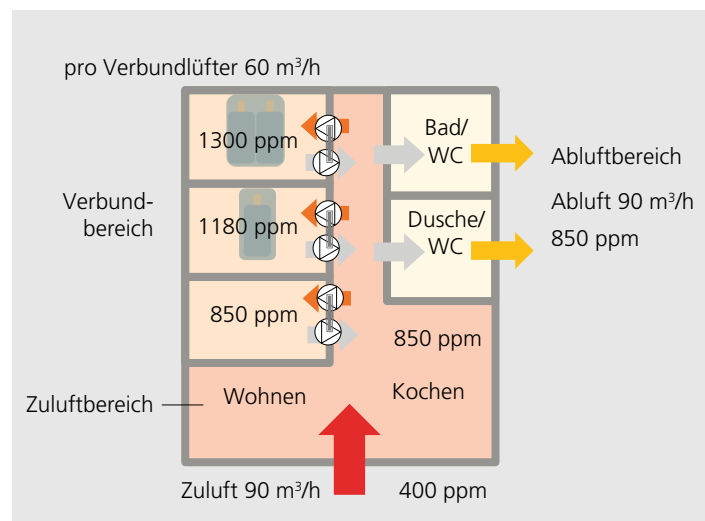 pro Verbundlüfter 60 m³/h
1300 ppm
Bad/
WC
Abluftbereich
Verbund-
bereich
1180 ppm
Dusche/
WC
Abluft 90 m³/h
850 ppm
850 ppm
850 ppm
Zuluftbereich
Wohnen
Kochen
Zuluft 90 m³/h
400 ppm